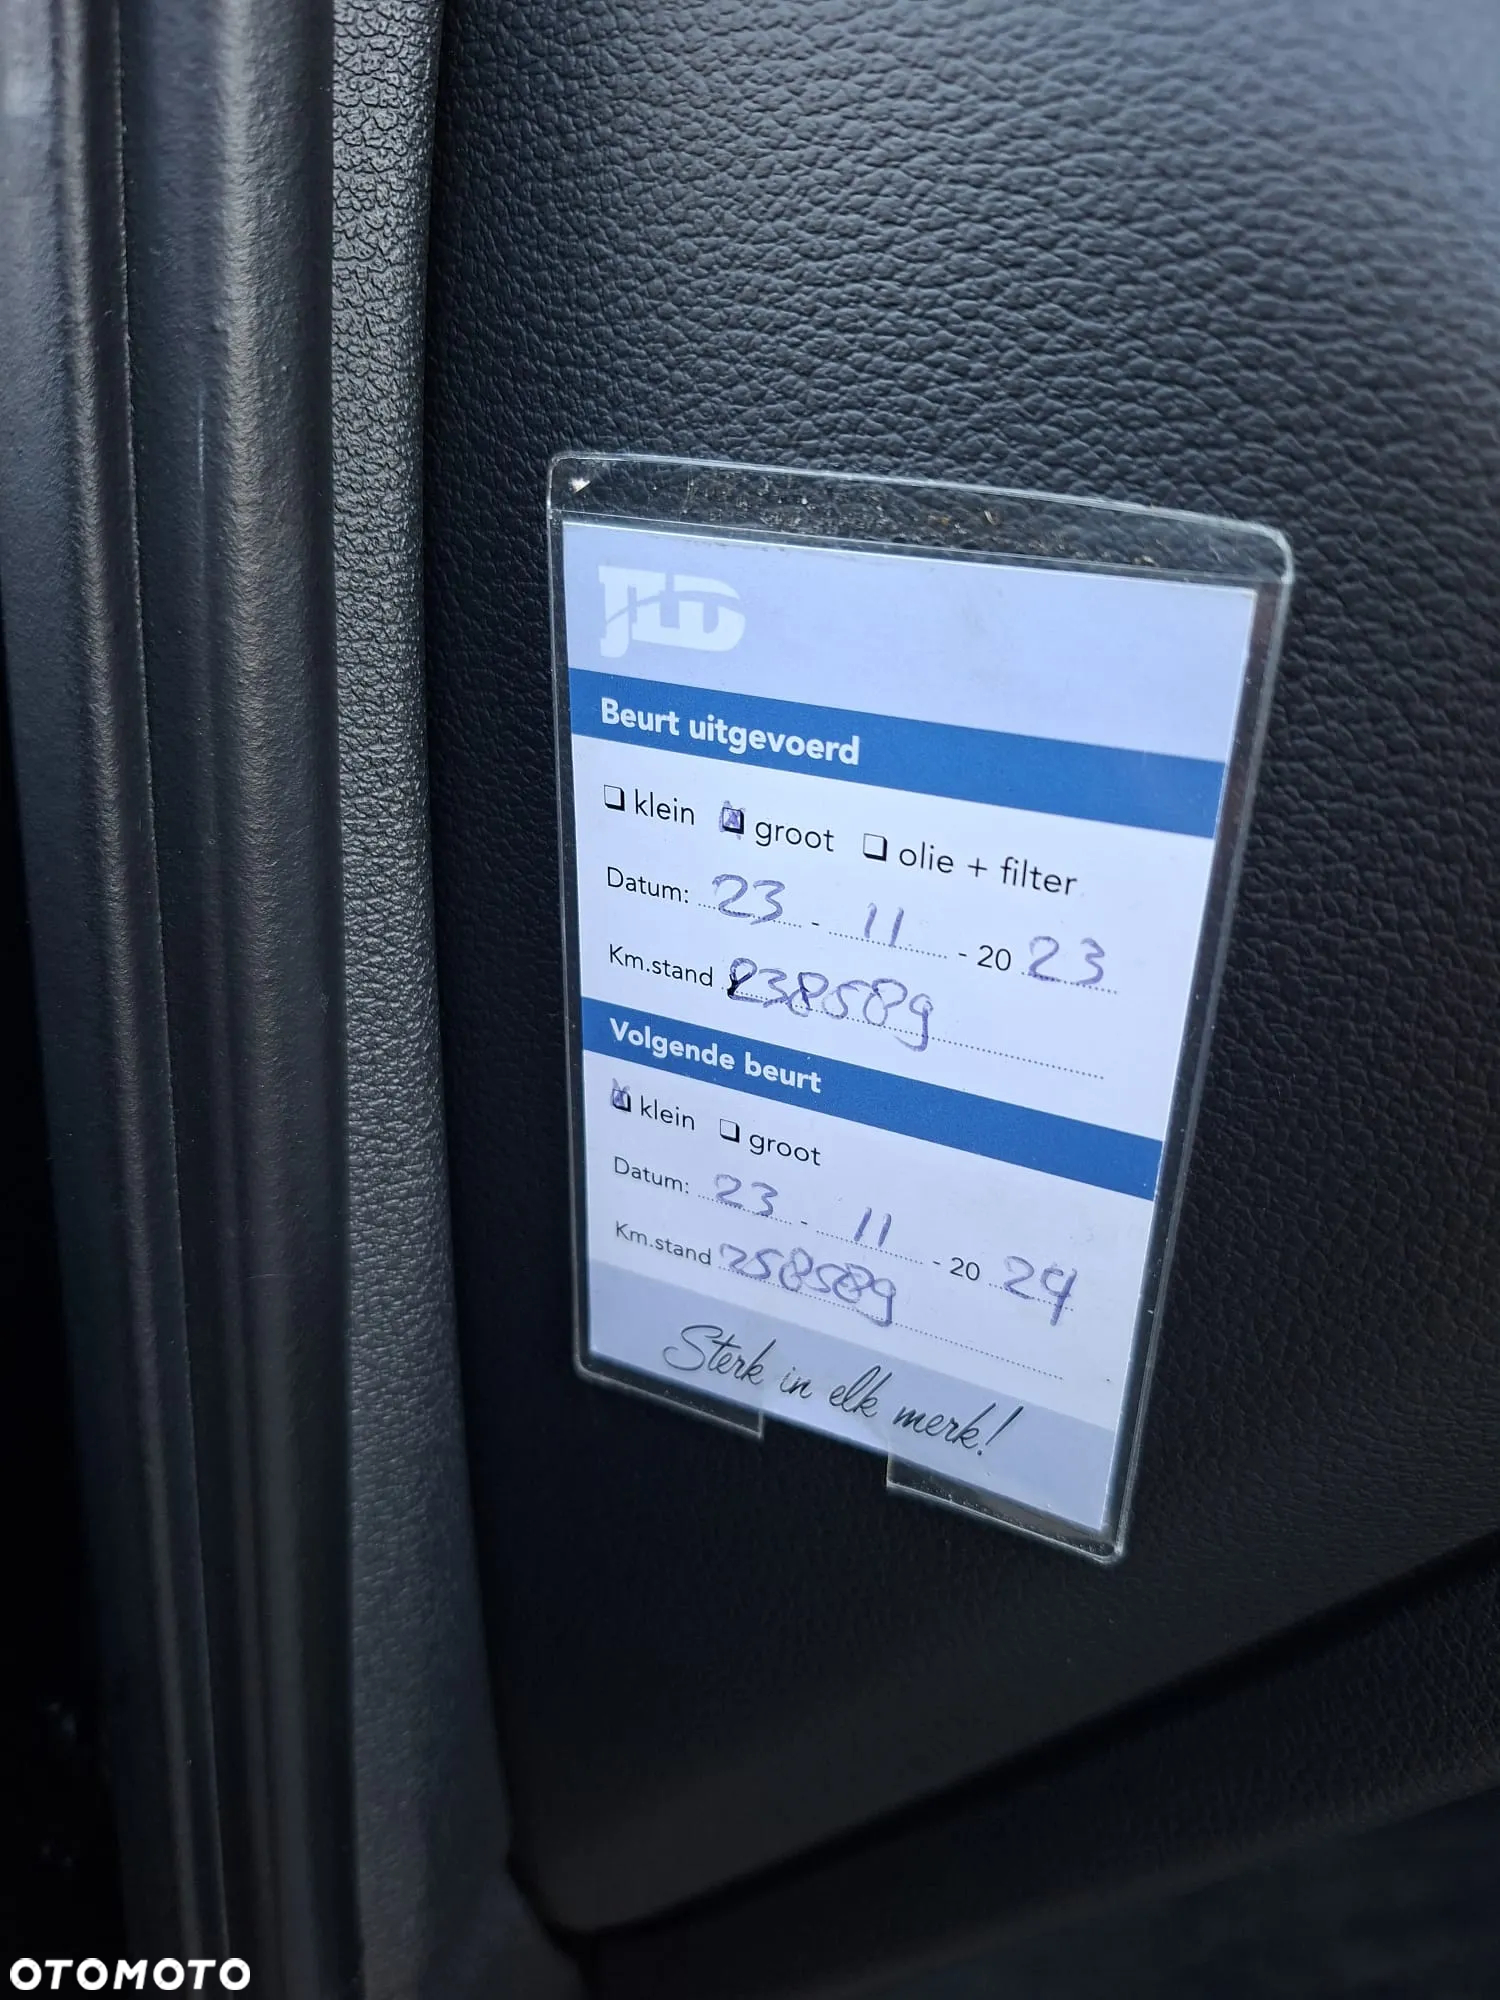 JLD
Beurt uitgevoerd
klein groot olie + filter
Datum: 23 - 11 - 20 23
Km.stand 238589
Volgende beurt
klein groot
Datum: 23 - 11 - 20 24
Km.stand 258589
Sterk in elk merk!
OTOMOTO